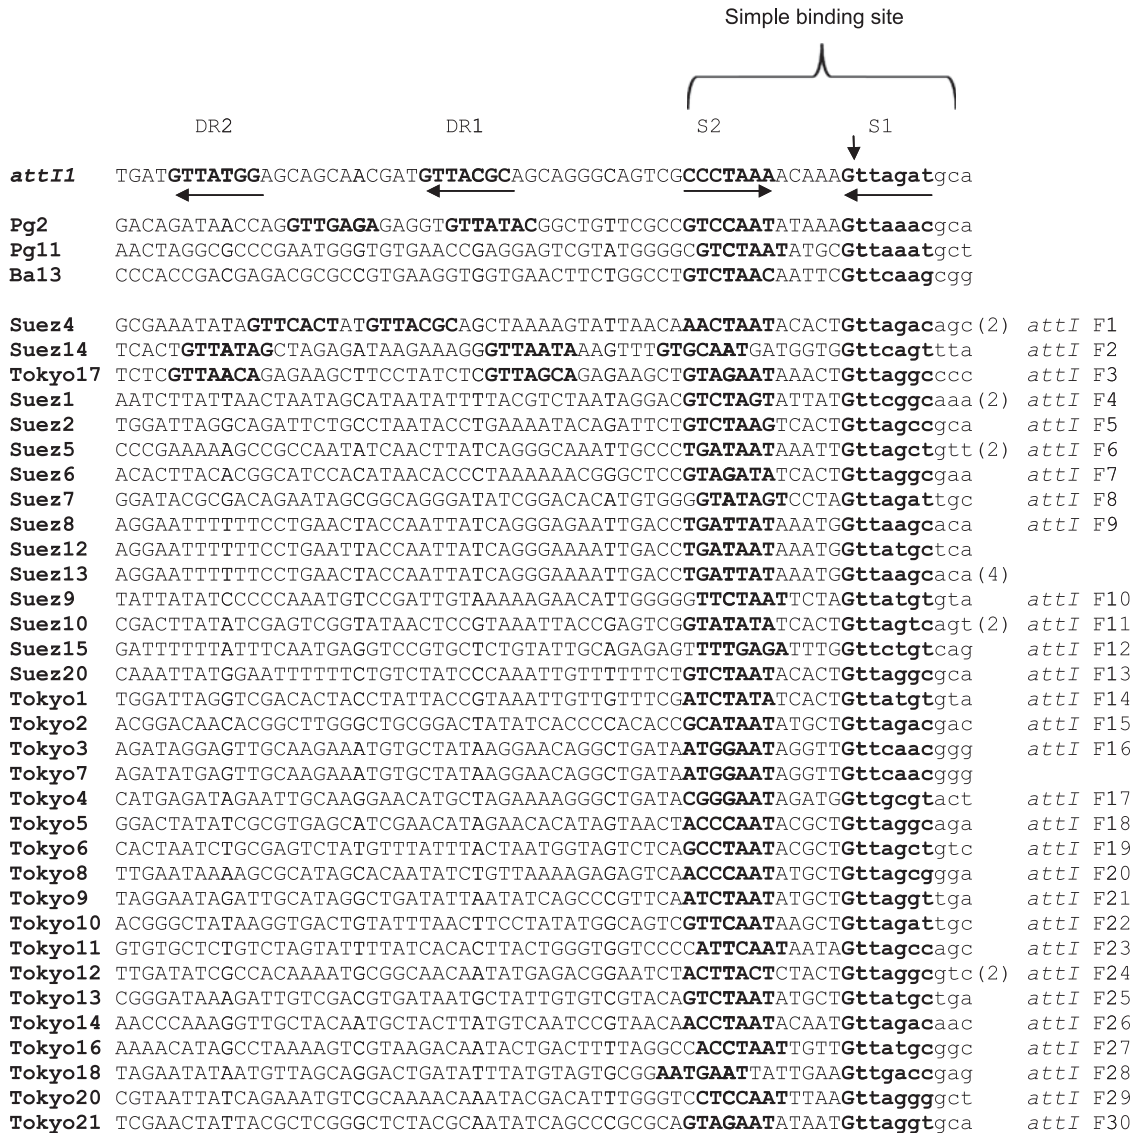 Simple binding site
DR2 DR1 S2 S1
attI1 TGATGTTATGGAGCAGCAACGATGTTACGCAGCAGGGCAGTCGCCCTAAAACAAAGttagatgca
Pg2 GACAGATAACCAGGTTGAGAGAGGTGTTATACGGCTGTTCGCCGTCCAATATAAAGttaaacgca
Pg11 AACTAGGCGCCCGAATGGGTGTGAACCGAGGAGTCGTATGGGGCGTCTAATATGCGttaaatgct
Ba13 CCCACCGACGAGACGCGCCGTGAAGGTGGTGAACTTCTGGCCTGTCTAACAATTCGttcaagcgg
Suez4 GCGAAATATAGTTCACTATGTTACGCAGCTAAAAGTATTAACAAACTAATACACTGttagacagc(2) attI F1
Suez14 TCACTGTTATAGCTAGAGATAAGAAAGGGTTAATAAAGTTTGTGCAATGATGGTGGttcagttta attI F2
Tokyo17 TCTCGTTAACAGAGAAGCTTCCTATCTCGTTAGCAGAGAAGCTGTAGAATAAACTGttaggcccc attI F3
Suez1 AATCTTATTAACTAATAGCATAATATTTTACGTCTAATAGGACGTCTAGTATTATGttcggcaaa(2) attI F4
Suez2 TGGATTAGGCAGATTCTGCCTAATACCTGAAAATACAGATTCTGTCTAAGTCACTGttagccgca attI F5
Suez5 CCCGAAAAAGCCGCCAATATCAACTTATCAGGGCAAATTGCCCTGATAATAAATTGttagctgtt(2) attI F6
Suez6 ACACTTACACGGCATCCACATAACACCCTAAAAAACGGGCTCCGTAGATATCACTGttaggcgaa attI F7
Suez7 GGATACGCGACAGAATAGCGGCAGGGATATCGGACACATGTGGGGTATAGTCCTAGttagattgc attI F8
Suez8 AGGAATTTTTTCCTGAACTACCAATTATCAGGGAGAATTGACCTGATTATAAATGGttaagcaca attI F9
Suez12 AGGAATTTTTTCCTGAATTACCAATTATCAGGGAAAATTGACCTGATAATAAATGGttatgctca
Suez13 AGGAATTTTTTCCTGAACTACCAATTATCAGGGAAAATTGACCTGATTATAAATGGttaagcaca(4)
Suez9 TATTATATCCCCCAAATGTCCGATTGTAAAAAGAACATTGGGGGTTCTAATTCTAGttatgtgta attI F10
Suez10 CGACTTATATCGAGTCGGTATAACTCCGTAAATTACCGAGTCGGTATATATCACTGttagtcagt(2) attI F11
Suez15 GATTTTTTATTTCAATGAGGTCCGTGCTCTGTATTGCAGAGAGTTTTGAGATTTGGttctgtcag attI F12
Suez20 CAAATTATGGAATTTTTTCTGTCTATCCCAAATTGTTTTTTCTGTCTAATACACTGttaggcgca attI F13
Tokyo1 TGGATTAGGTCGACACTACCTATTACCGTAAATTGTTGTTTCGATCTATATCACTGttatgtgta attI F14
Tokyo2 ACGGACAACACGGCTTGGGCTGCGGACTATATCACCCCACACCGCATAATATGCTGttagacgac attI F15
Tokyo3 AGATAGGAGTTGCAAGAAATGTGCTATAAGGAACAGGCTGATAATGGAATAGGTTGttcaacggg attI F16
Tokyo7 AGATATGAGTTGCAAGAAATGTGCTATAAGGAACAGGCTGATAATGGAATAGGTTGttcaacggg
Tokyo4 CATGAGATAGAATTGCAAGGAACATGCTAGAAAAGGGCTGATACGGGAATAGATGGttgcgtact attI F17
Tokyo5 GGACTATATCGCGTGAGCATCGAACATAGAACACATAGTAACTACCCAATACGCTGttaggcaga attI F18
Tokyo6 CACTAATCTGCGAGTCTATGTTTATTTACTAATGGTAGTCTCAGCCTAATACGCTGttagctgtc attI F19
Tokyo8 TTGAATAAAAGCGCATAGCACAATATCTGTTAAAAGAGAGTCAACCCAATATGCTGttagcggga attI F20
Tokyo9 TAGGAATAGATTGCATAGGCTGATATTAATATCAGCCCGTTCAATCTAATATGCTGttaggttga attI F21
Tokyo10 ACGGGCTATAAGGTGACTGTATTTAACTTCCTATATGGCAGTCGTTCAATAAGCTGttagattgc attI F22
Tokyo11 GTGTGCTCTGTCTAGTATTTTATCACACTTACTGGGTGGTCCCCATTCAATAATAGttagccagc attI F23
Tokyo12 TTGATATCGCCACAAAATGCGGCAACAATATGAGACGGAATCTACTTACTCTACTGttaggcgtc(2) attI F24
Tokyo13 CGGGATAAAGATTGTCGACGTGATAATGCTATTGTGTCGTACAGTCTAATATGCTGttatgctga attI F25
Tokyo14 AACCCAAAGGTTGCTACAATGCTACTTATGTCAATCCGTAACAACCTAATACAATGttagacaac attI F26
Tokyo16 AAAACATAGCCTAAAAGTCGTAAGACAATACTGACTTTTAGGCCACCTAATTGTTGttatgcggc attI F27
Tokyo18 TAGAATATAATGTTAGCAGGACTGATATTTATGTAGTGCGGAATGAATTATTGAAGttgaccgag attI F28
Tokyo20 CGTAATTATCAGAAATGTCGCAAAACAAATACGACATTTGGGTCCTCCAATTTAAGttaggggct attI F29
Tokyo21 TCGAACTATTACGCTCGGGCTCTACAAATATCAGCCCGCGCAGTAGAATATAATGttaggcgca attI F30